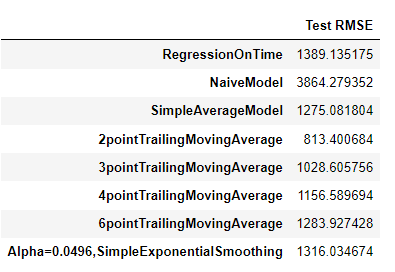 Test RMSE
RegressionOnTime 1389.135175
NaiveModel 3864.279352
SimpleAverageModel 1275.081804
2pointTrailingMovingAverage 813.400684
3pointTrailingMovingAverage 1028.605756
4pointTrailingMovingAverage 1156.589694
6pointTrailingMovingAverage 1283.927428
Alpha=0.0496,SimpleExponentialSmoothing 1316.034674